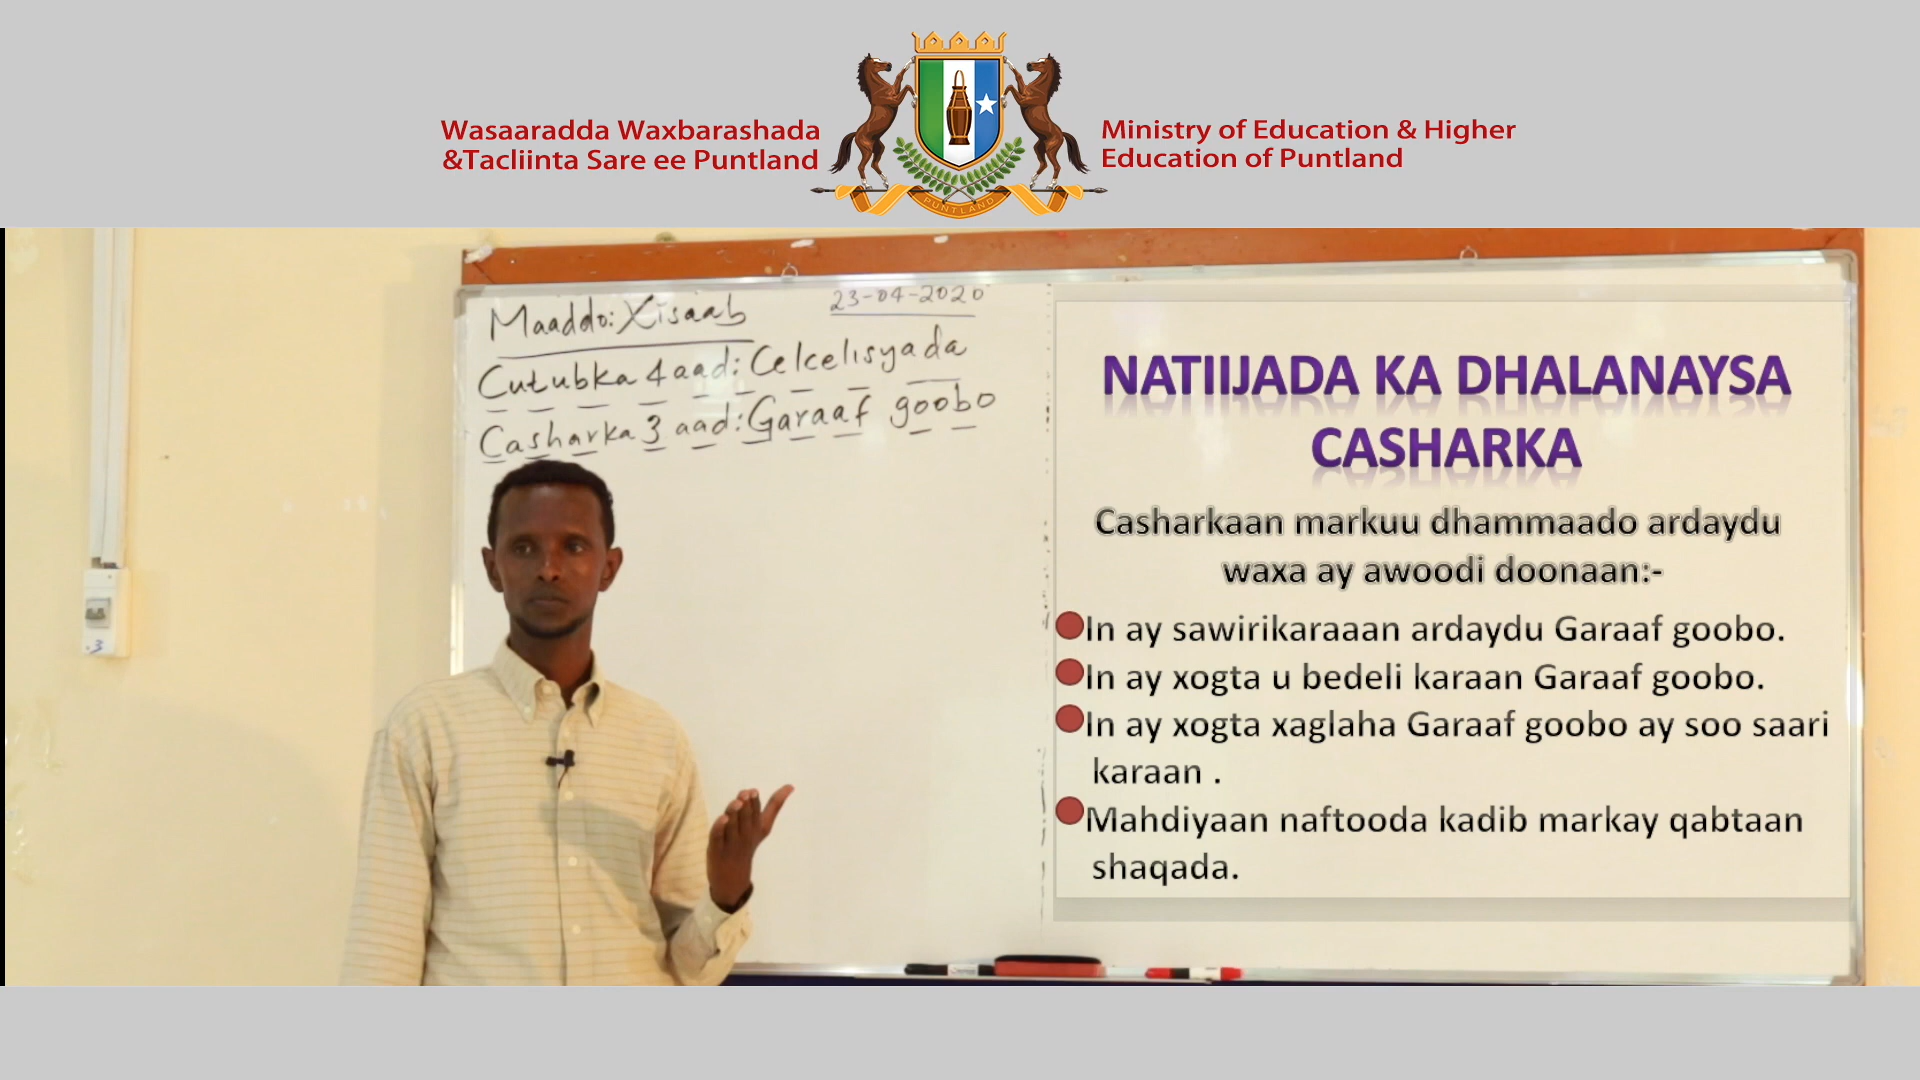 Wasaaradda Waxbarashada
&Tacliinta Sare ee Puntland
PUNTLAND
Ministry of Education & Higher
Education of Puntland
23-04-2020
Maaddo: Xisaab
Cutubka 4aad: Celcelisyada
Casharka 3aad: Garaaf goobo
NATIIJADA KA DHALANAYSA
CASHARKA
Casharkaan markuu dhammaado ardaydu
waxa ay awoodi doonaan:-
In ay sawirikaraaan ardaydu Garaaf goobo.
In ay xogta u bedeli karaan Garaaf goobo.
In ay xogta xaglaha Garaaf goobo ay soo saari
karaan .
Mahdiyaan naftooda kadib markay qabtaan
shaqada.
.3